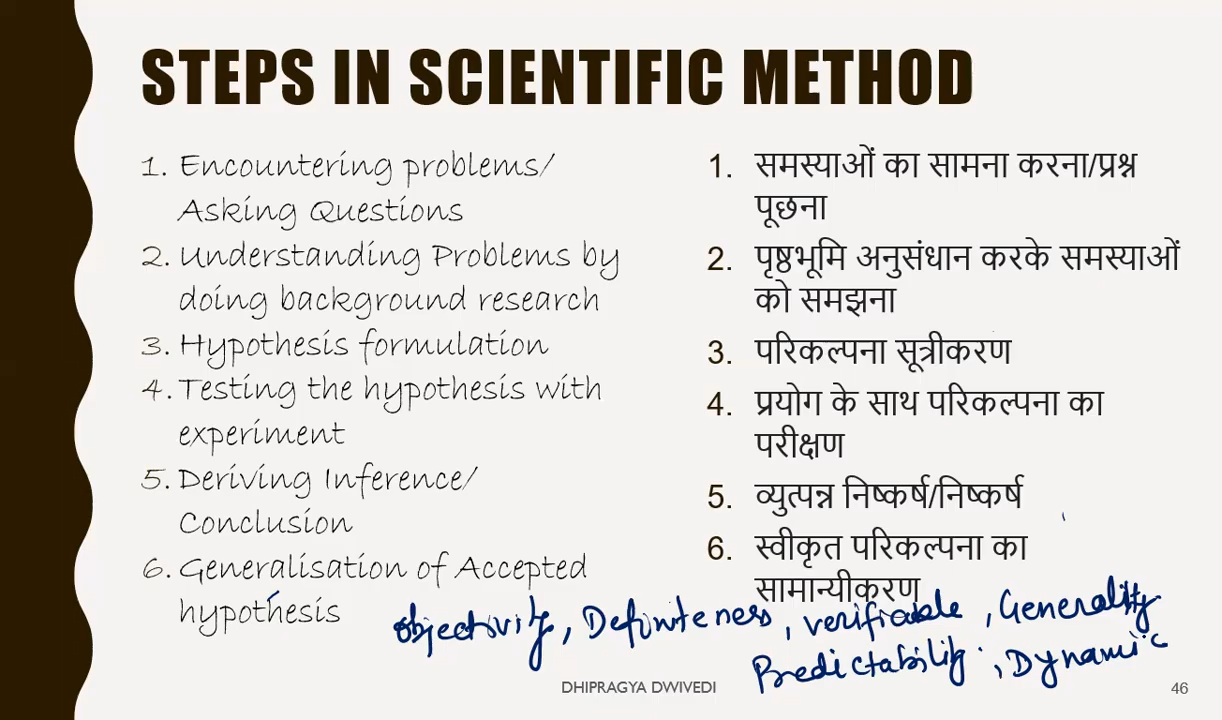 STEPS IN SCIENTIFIC METHOD
1. Encountering problems/
Asking Questions
2. Understanding Problems by
doing background research
3. Hypothesis formulation
4. Testing the hypothesis with
experiment
5. Deriving Inference/
Conclusion
6. Generalisation of Accepted
hypothesis
1. समस्याओं का सामना करना/प्रश्न
पूछना
2. पृष्ठभूमि अनुसंधान करके समस्याओं
को समझना
3. परिकल्पना सूत्रीकरण
4. प्रयोग के साथ परिकल्पना का
परीक्षण
5. व्युत्पन्न निष्कर्ष/निष्कर्ष
6. स्वीकृत परिकल्पना का
सामान्यीकरण
objectivity, Definiteness, verifiable, Generality
Predictability, Dynamic
DHIPRAGYA DWIVEDI
46